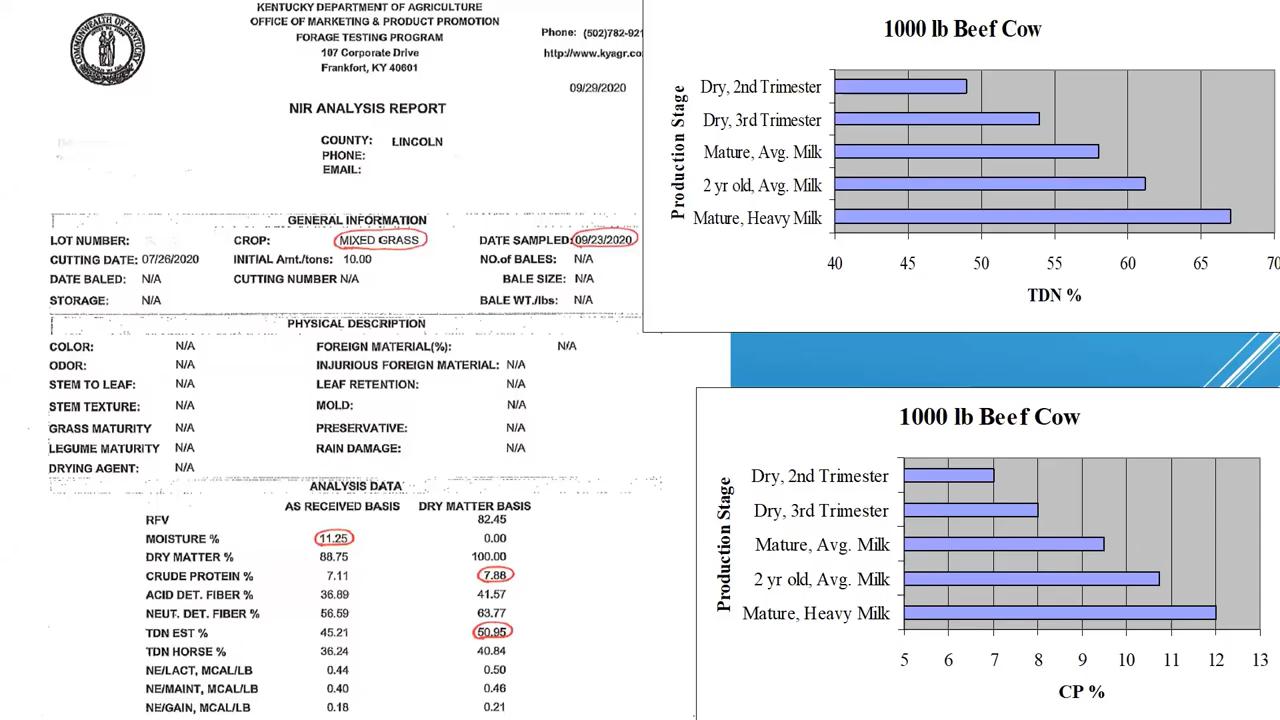 KENTUCKY DEPARTMENT OF AGRICULTURE
OFFICE OF MARKETING & PRODUCT PROMOTION
FORAGE TESTING PROGRAM
107 Corporate Drive
Frankfort, KY 40601
Phone: (502)782-921
http://www.kyagr.co
09/29/2020
NIR ANALYSIS REPORT
COUNTY: LINCOLN
PHONE:
EMAIL:
GENERAL INFORMATION
LOT NUMBER: CROP: MIXED GRASS DATE SAMPLED: 09/23/2020
CUTTING DATE: 07/26/2020 INITIAL Amt./tons: 10.00 NO.of BALES: N/A
DATE BALED: N/A CUTTING NUMBER N/A BALE SIZE: N/A
STORAGE: N/A BALE WT./lbs: N/A
PHYSICAL DESCRIPTION
COLOR: N/A FOREIGN MATERIAL(%): N/A
ODOR: N/A INJURIOUS FOREIGN MATERIAL: N/A
STEM TO LEAF: N/A LEAF RETENTION: N/A
STEM TEXTURE: N/A MOLD: N/A
GRASS MATURITY N/A PRESERVATIVE: N/A
LEGUME MATURITY N/A RAIN DAMAGE: N/A
DRYING AGENT: N/A
ANALYSIS DATA
AS RECEIVED BASIS DRY MATTER BASIS
RFV 82.45
MOISTURE % 11.25 0.00
DRY MATTER % 88.75 100.00
CRUDE PROTEIN % 7.11 7.88
ACID DET. FIBER % 36.89 41.57
NEUT. DET. FIBER % 56.59 63.77
TDN EST % 45.21 50.95
TDN HORSE % 36.24 40.84
NE/LACT, MCAL/LB 0.44 0.50
NE/MAINT, MCAL/LB 0.40 0.46
NE/GAIN, MCAL/LB 0.18 0.21
1000 lb Beef Cow
Production Stage
Dry, 2nd Trimester
Dry, 3rd Trimester
Mature, Avg. Milk
2 yr old, Avg. Milk
Mature, Heavy Milk
40 45 50 55 60 65 70
TDN %
1000 lb Beef Cow
Production Stage
Dry, 2nd Trimester
Dry, 3rd Trimester
Mature, Avg. Milk
2 yr old, Avg. Milk
Mature, Heavy Milk
5 6 7 8 9 10 11 12 13
CP %